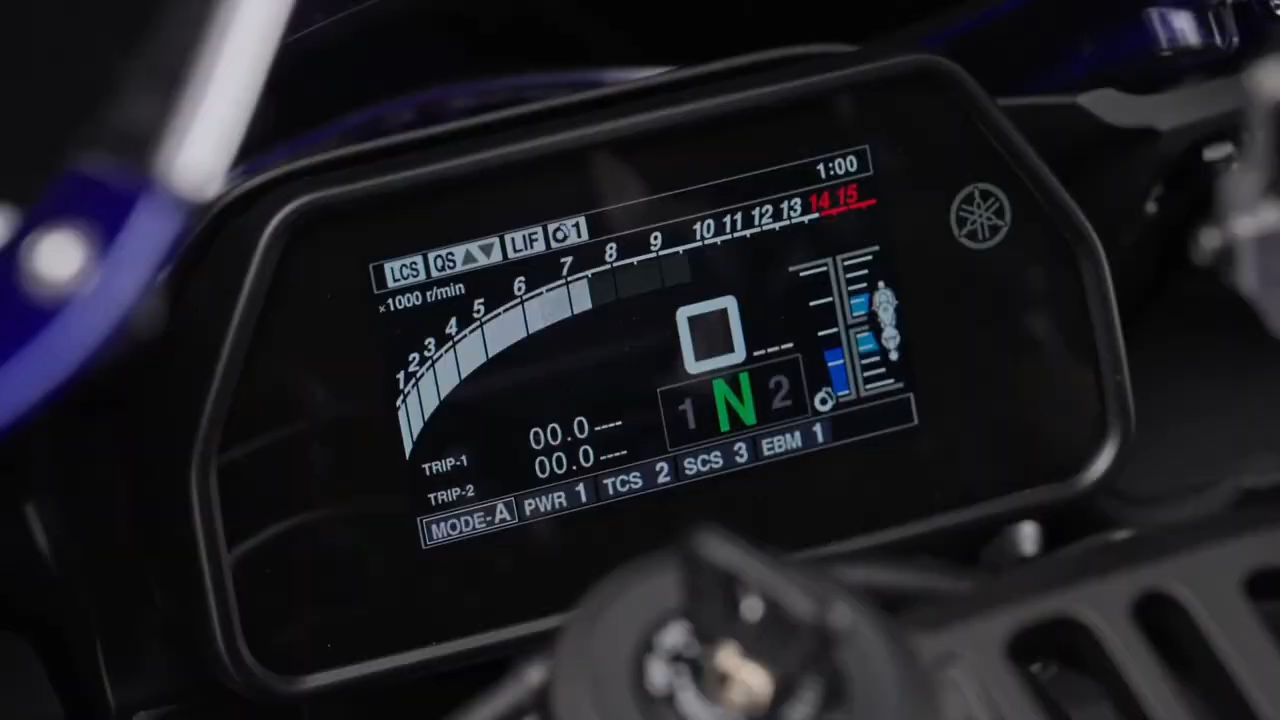 1:00
LCS QS LIF 1
×1000 r/min
1 2 3 4 5 6 7 8 9 10 11 12 13 14 15
0
1 N 2
TRIP-1 00.0
TRIP-2 00.0
MODE-A PWR 1 TCS 2 SCS 3 EBM 1